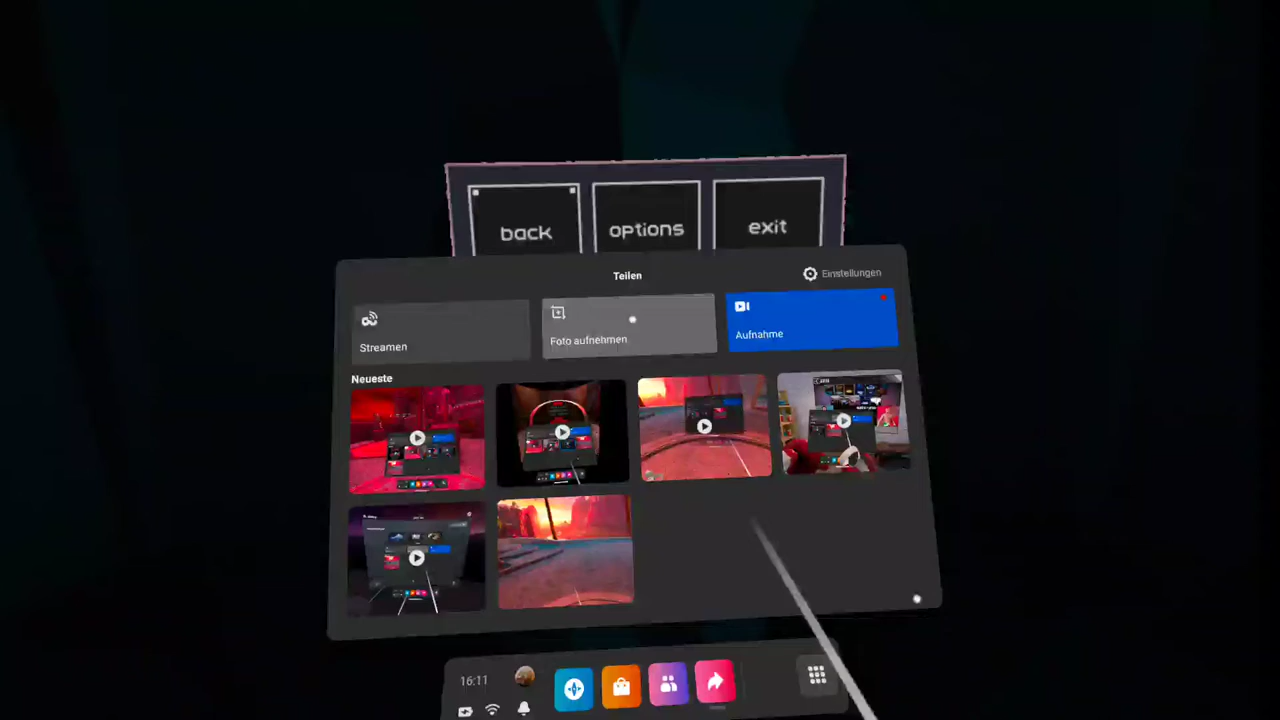 back
options
exit
Teilen
Einstellungen
Streamen
Foto aufnehmen
Aufnahme
Neueste
16:11